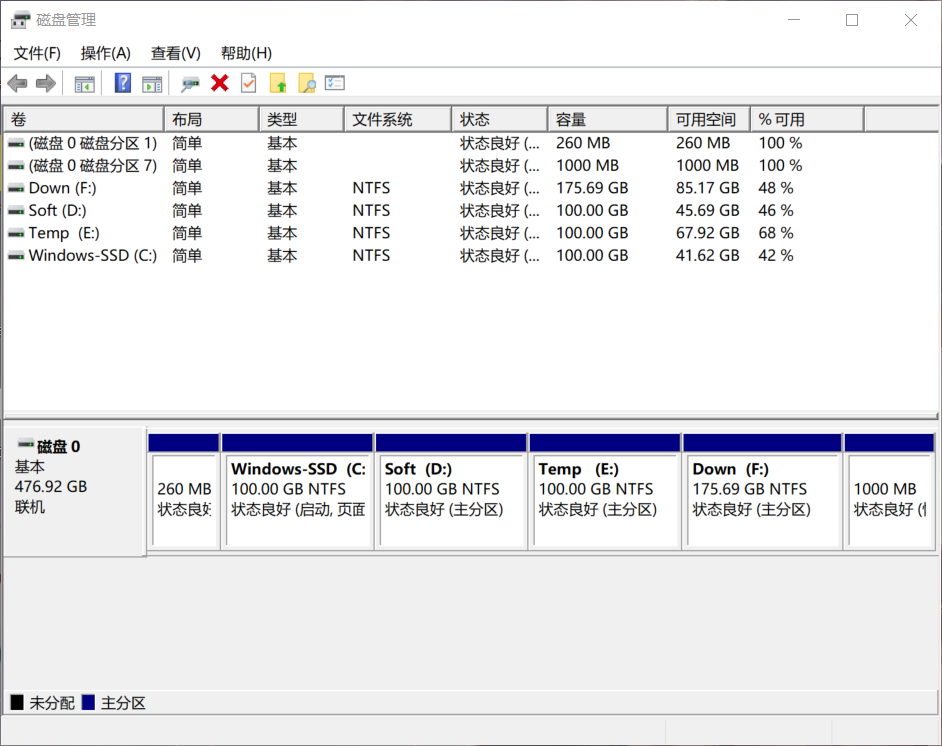 磁盘管理
文件(F) 操作(A) 查看(V) 帮助(H)
卷 布局 类型 文件系统 状态 容量 可用空间 % 可用
(磁盘 0 磁盘分区 1) 简单 基本 状态良好 (... 260 MB 260 MB 100 %
(磁盘 0 磁盘分区 7) 简单 基本 状态良好 (... 1000 MB 1000 MB 100 %
Down (F:) 简单 基本 NTFS 状态良好 (... 175.69 GB 85.17 GB 48 %
Soft (D:) 简单 基本 NTFS 状态良好 (... 100.00 GB 45.69 GB 46 %
Temp (E:) 简单 基本 NTFS 状态良好 (... 100.00 GB 67.92 GB 68 %
Windows-SSD (C:) 简单 基本 NTFS 状态良好 (... 100.00 GB 41.62 GB 42 %
磁盘 0
基本
476.92 GB
联机
260 MB
状态良好
Windows-SSD (C:
100.00 GB NTFS
状态良好 (启动, 页面
Soft (D:)
100.00 GB NTFS
状态良好 (主分区)
Temp (E:)
100.00 GB NTFS
状态良好 (主分区)
Down (F:)
175.69 GB NTFS
状态良好 (主分区)
1000 MB
状态良好 (
未分配 主分区